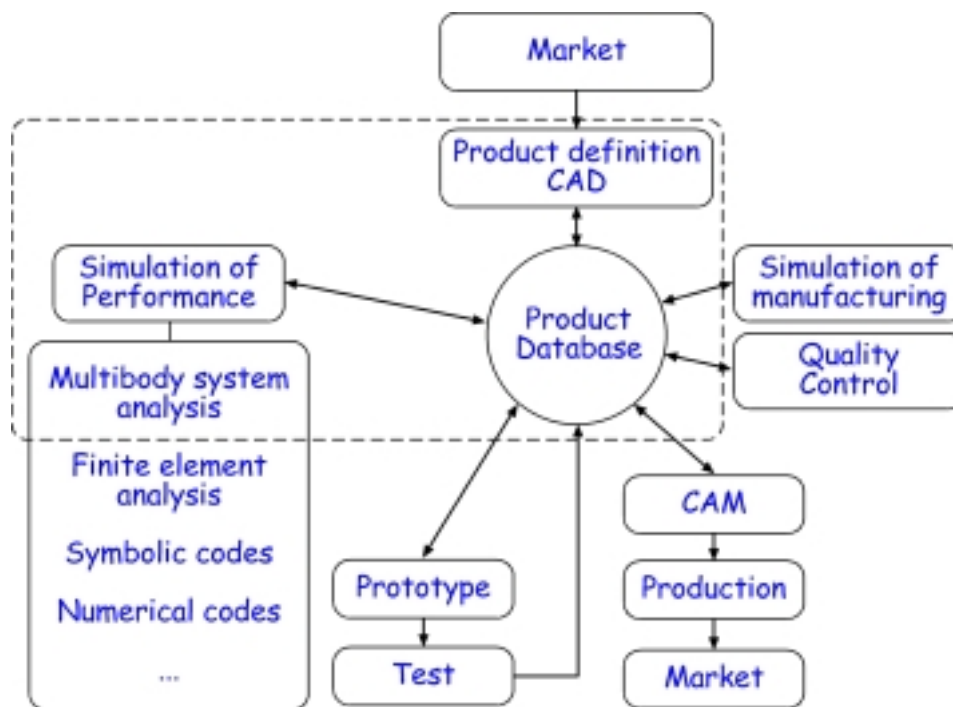 Market
Product definition
CAD
Simulation of
Performance
Product
Database
Simulation of
manufacturing
Quality
Control
Multibody system
analysis
Finite element
analysis
Symbolic codes
Numerical codes
...
Prototype
Test
CAM
Production
Market